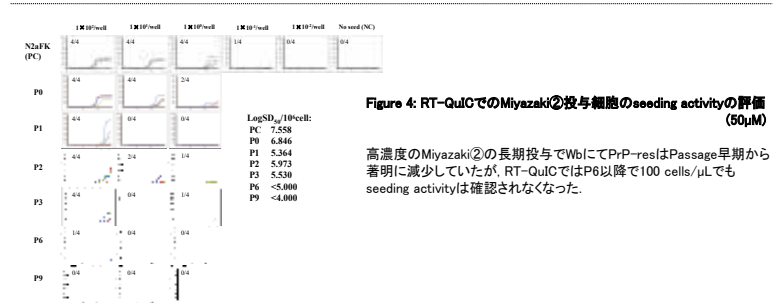 1✖10²/well 1✖10¹/well 1✖10⁰/well 1✖10⁻¹/well 1✖10⁻²/well No seed (NC)
N2aFK (PC) 4/4 4/4 4/4 1/4 0/4 0/4
P0 4/4 4/4 2/4
P1 4/4 0/4 0/4
P2 4/4 2/4 1/4
P3 4/4 0/4 1/4
P6 1/4 0/4 0/4
P9 0/4 0/4 0/4
LogSD₅₀/10⁶cell:
PC 7.558
P0 6.846
P1 5.364
P2 5.973
P3 5.530
P6 <5.000
P9 <4.000
Figure 4: RT-QuICでのMiyazaki②投与細胞のseeding activityの評価
(50μM)
高濃度のMiyazaki②の長期投与でWbにてPrP-resはPassage早期から
著明に減少していたが, RT-QuICではP6以降で100 cells/μLでも
seeding activityは確認されなくなった.